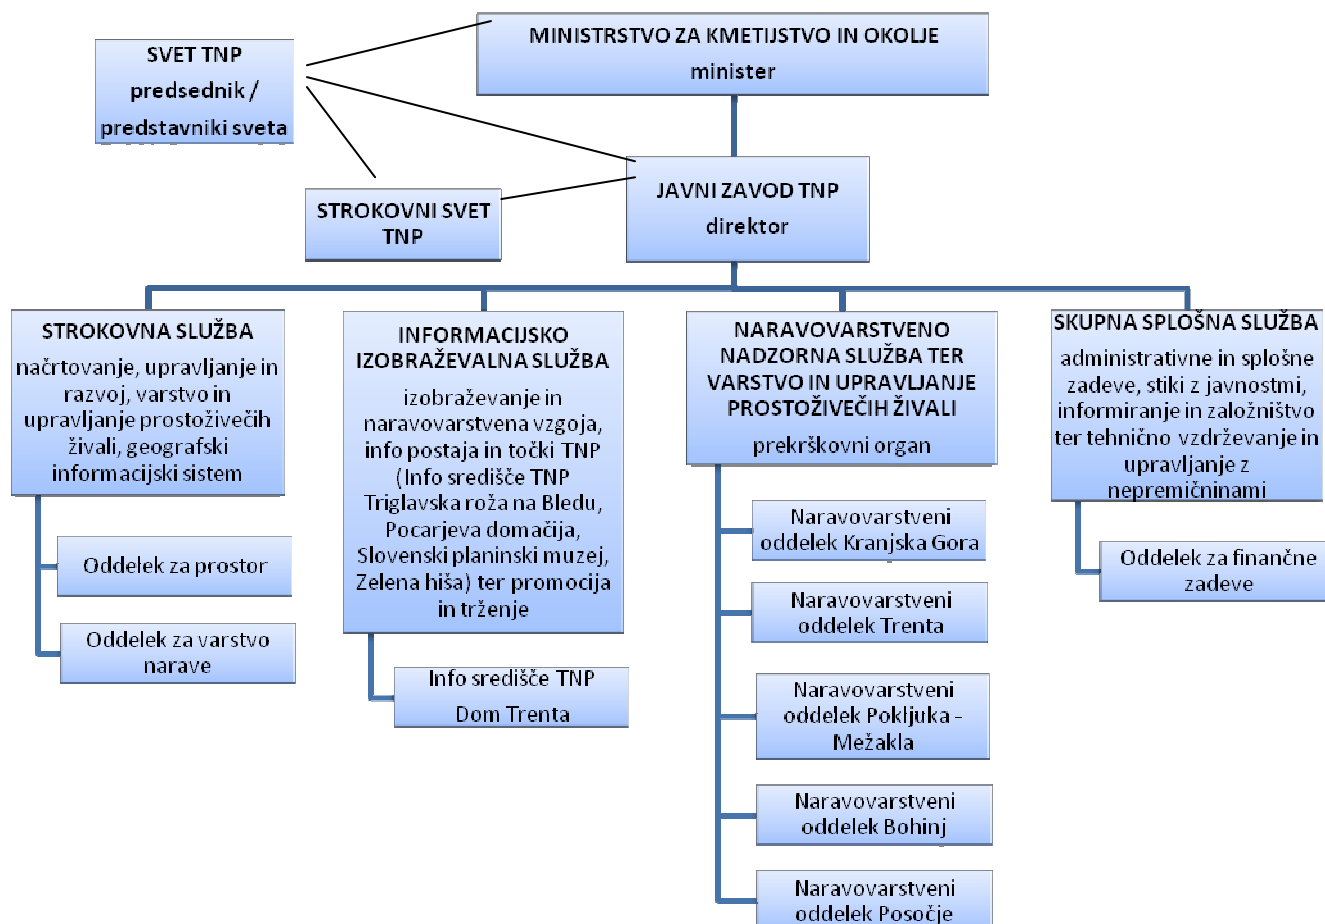 MINISTRSTVO ZA KMETIJSTVO IN OKOLJE
minister
SVET TNP
predsednik /
predstavniki sveta
JAVNI ZAVOD TNP
direktor
STROKOVNI SVET
TNP
STROKOVNA SLUŽBA
načrtovanje, upravljanje in
razvoj, varstvo in
upravljanje prostoživečih
živali, geografski
informacijski sistem
Oddelek za prostor
Oddelek za varstvo
narave
INFORMACIJSKO
IZOBRAŽEVALNA SLUŽBA
izobraževanje in
naravovarstvena vzgoja,
info postaja in točki TNP
(Info središče TNP
Triglavska roža na Bledu,
Pocarjeva domačija,
Slovenski planinski muzej,
Zelena hiša) ter promocija
in trženje
Info središče TNP
Dom Trenta
NARAVOVARSTVENO
NADZORNA SLUŽBA TER
VARSTVO IN UPRAVLJANJE
PROSTOŽIVEČIH ŽIVALI
prekrškovni organ
Naravovarstveni
oddelek Kranjska Gora
Naravovarstveni
oddelek Trenta
Naravovarstveni
oddelek Pokljuka -
Mežakla
Naravovarstveni
oddelek Bohinj
Naravovarstveni
oddelek Posočje
SKUPNA SPLOŠNA SLUŽBA
administrativne in splošne
zadeve, stiki z javnostmi,
informiranje in založništvo
ter tehnično vzdrževanje in
upravljanje z
nepremičninami
Oddelek za finančne
zadeve